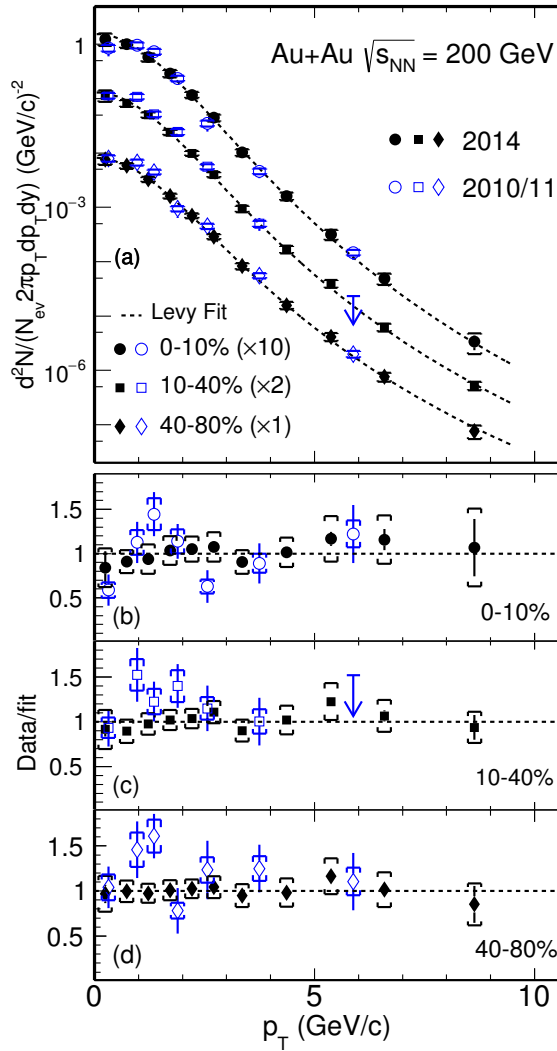 Au+Au √s_NN = 200 GeV
2014
2010/11
d²N/(N_ev 2πp_T dp_T dy) (GeV/c)⁻²
1
10⁻³
10⁻⁶
(a)
Levy Fit
0-10% (×10)
10-40% (×2)
40-80% (×1)
Data/fit
1.5
1
0.5
(b)
0-10%
1.5
1
0.5
(c)
10-40%
1.5
1
0.5
(d)
40-80%
0
5
10
p_T (GeV/c)